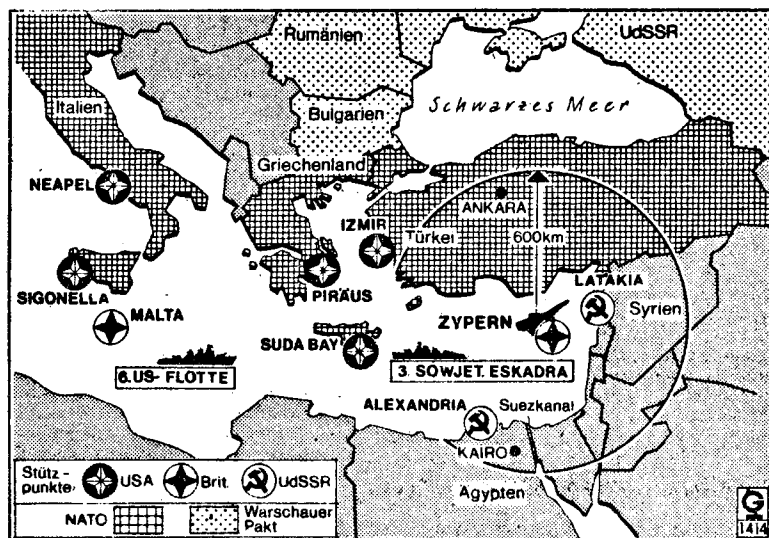 Rumänien
UdSSR
Italien
Schwarzes Meer
Bulgarien
Griechenland
NEAPEL
ANKARA
IZMIR
Türkei
600km
LATAKIA
PIRÄUS
SIGONELLA
MALTA
ZYPERN
Syrien
SUDA BAY
6.US-FLOTTE
3. SOWJET. ESKADRA
ALEXANDRIA
Suezkanal
KAIRO
Ägypten
Stütz-
punkte:
USA
Brit.
UdSSR
NATO
Warschauer
Pakt
G
1414